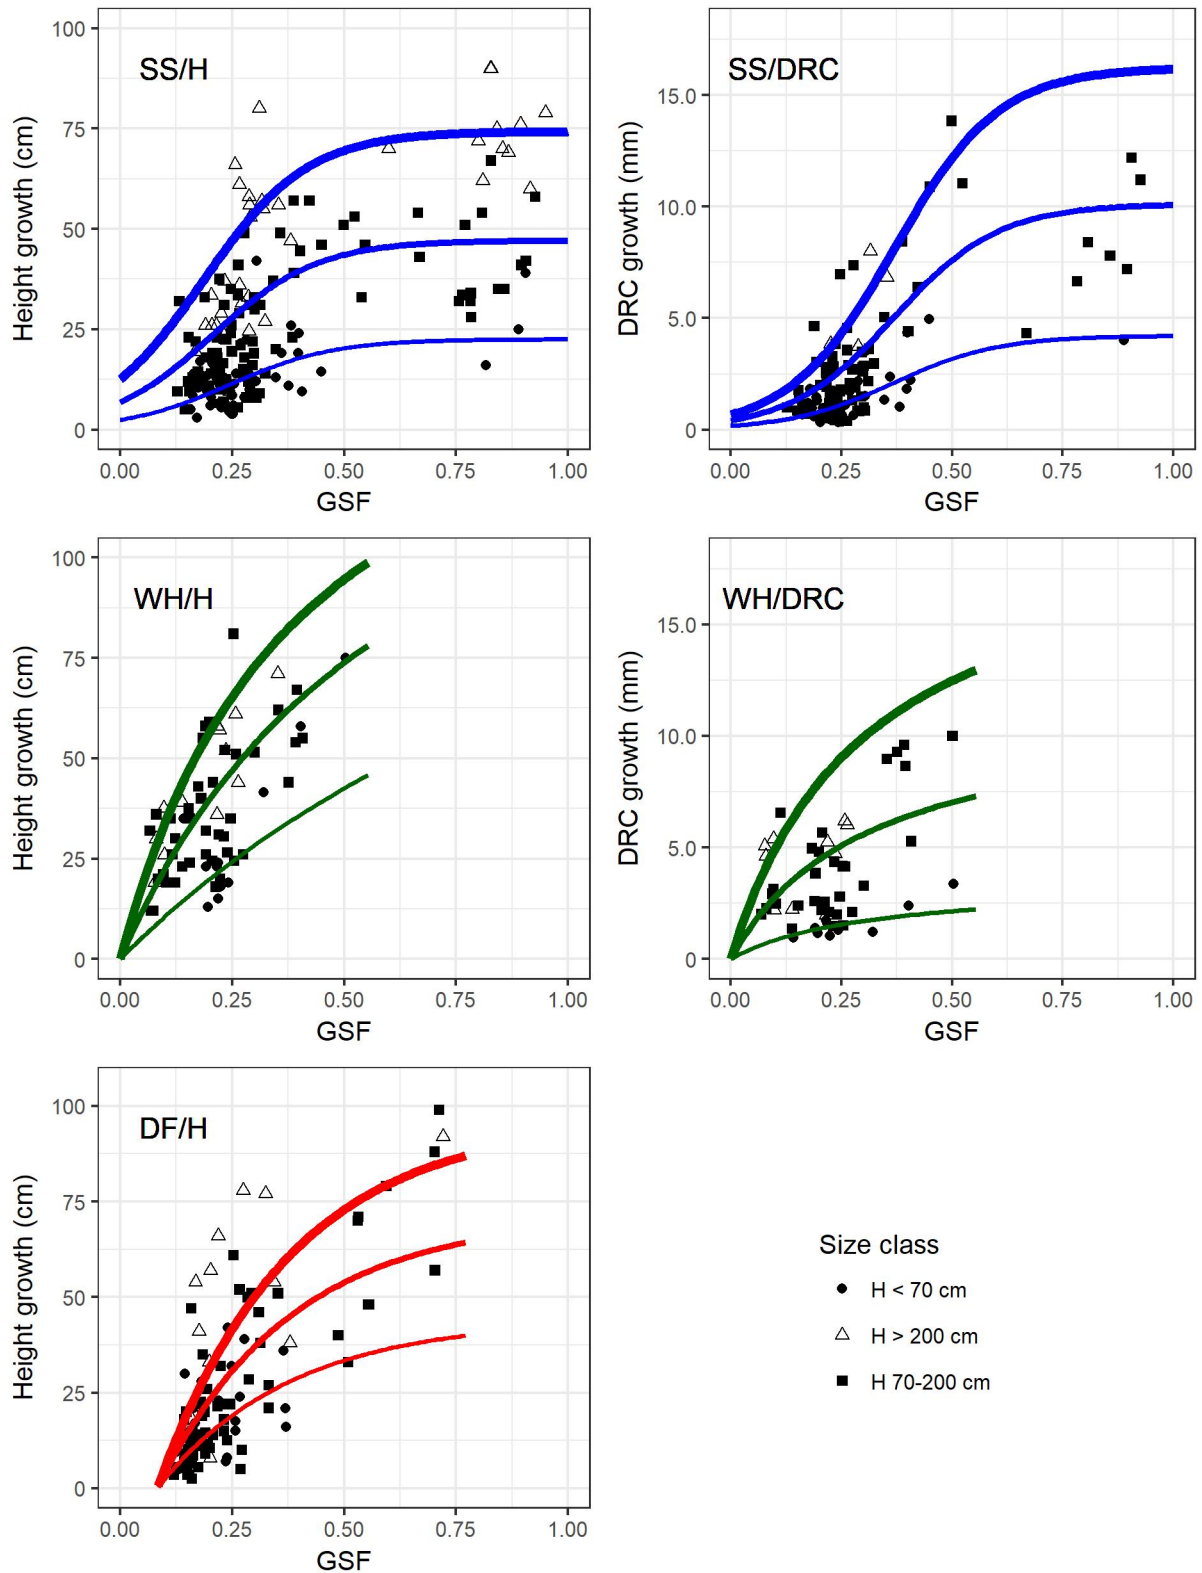 SS/H
Height growth (cm)
100
75
50
25
0
0.00 0.25 0.50 0.75 1.00
GSF
SS/DRC
DRC growth (mm)
15.0
10.0
5.0
0
0.00 0.25 0.50 0.75 1.00
GSF
WH/H
Height growth (cm)
100
75
50
25
0
0.00 0.25 0.50 0.75 1.00
GSF
WH/DRC
DRC growth (mm)
15.0
10.0
5.0
0
0.00 0.25 0.50 0.75 1.00
GSF
DF/H
Height growth (cm)
100
75
50
25
0
0.00 0.25 0.50 0.75 1.00
GSF
Size class
H < 70 cm
H > 200 cm
H 70-200 cm